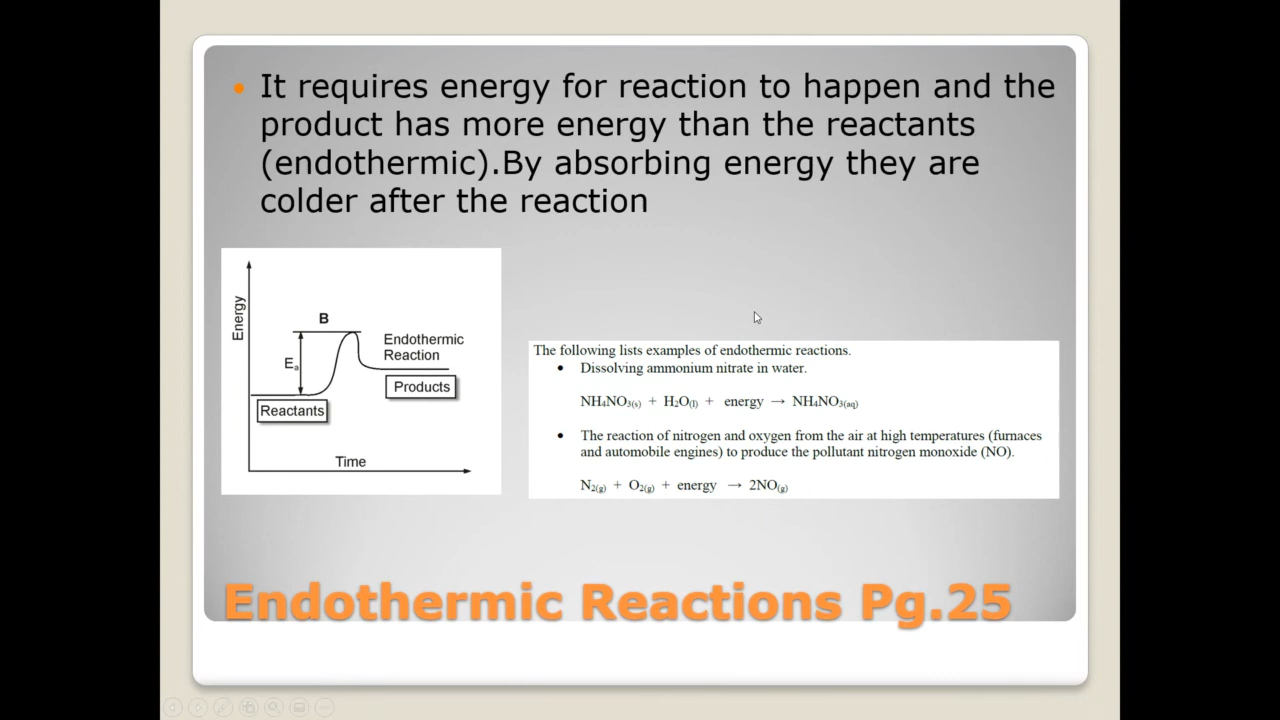 It requires energy for reaction to happen and the
product has more energy than the reactants
(endothermic).By absorbing energy they are
colder after the reaction
Energy
B
Eₐ
Endothermic
Reaction
Products
Reactants
Time
The following lists examples of endothermic reactions.
• Dissolving ammonium nitrate in water.
NH₄NO₃₍s₎ + H₂O₍l₎ + energy → NH₄NO₃₍aq₎
• The reaction of nitrogen and oxygen from the air at high temperatures (furnaces
and automobile engines) to produce the pollutant nitrogen monoxide (NO).
N₂₍g₎ + O₂₍g₎ + energy → 2NO₍g₎
Endothermic Reactions Pg.25